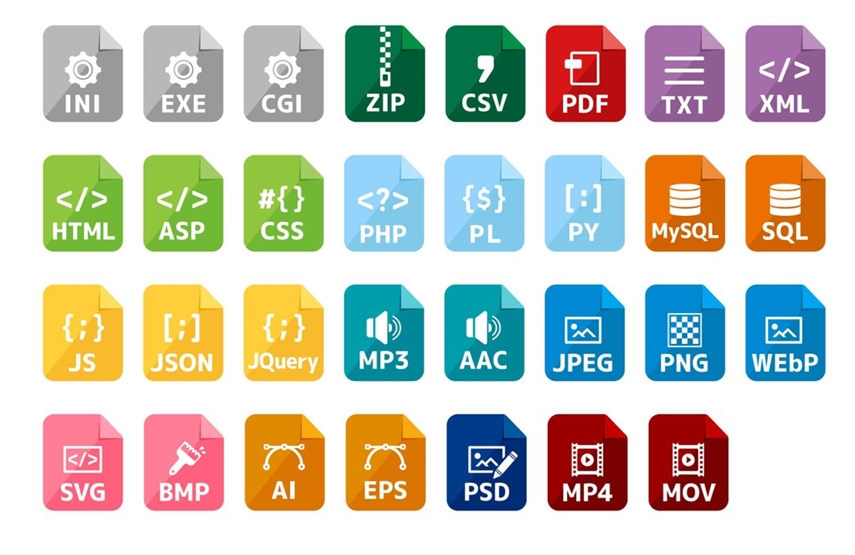 INI EXE CGI ZIP CSV PDF TXT XML
</> #{} <?> {$} [:]
</>
HTML ASP CSS PHP PL PY MySQL SQL
{;} [;] {;}
JS JSON JQuery MP3 AAC JPEG PNG WEbP
</>
SVG BMP AI EPS PSD MP4 MOV